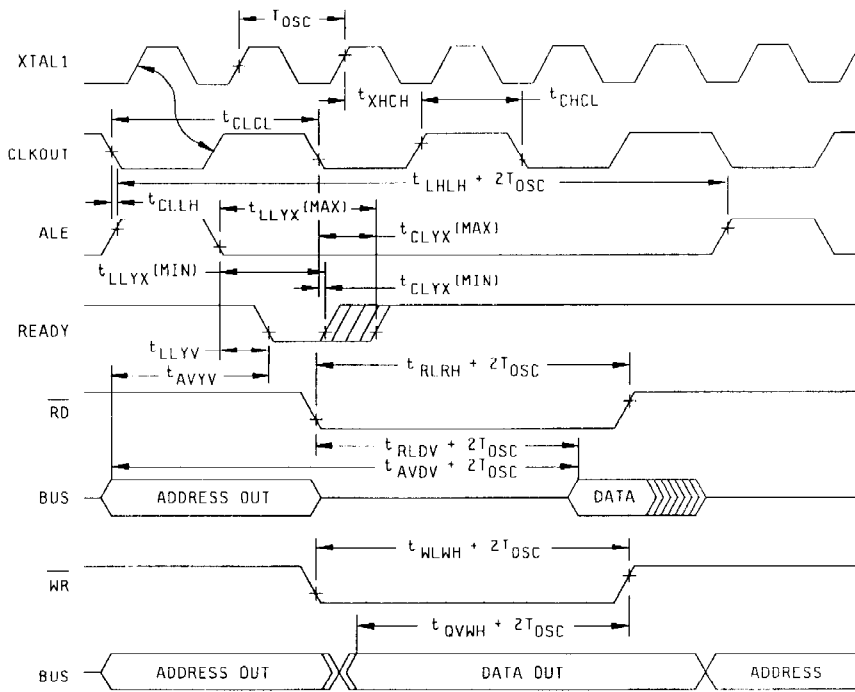 T_OSC
XTAL1
t_XHCH
t_CHCL
t_CLCL
CLKOUT
t_LHLH + 2T_OSC
t_CLLH
t_LLYX(MAX)
t_CLYX(MAX)
ALE
t_LLYX(MIN)
t_CLYX(MIN)
READY
t_LLYV
t_AVYV
t_RLRH + 2T_OSC
RD
t_RLDV + 2T_OSC
t_AVDV + 2T_OSC
BUS ADDRESS OUT DATA
t_WLWH + 2T_OSC
WR
t_QVWH + 2T_OSC
BUS ADDRESS OUT DATA OUT ADDRESS